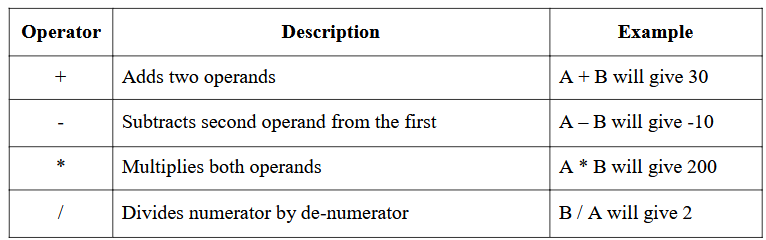 Operator Description Example
+ Adds two operands A + B will give 30
- Subtracts second operand from the first A – B will give -10
* Multiplies both operands A * B will give 200
/ Divides numerator by de-numerator B / A will give 2